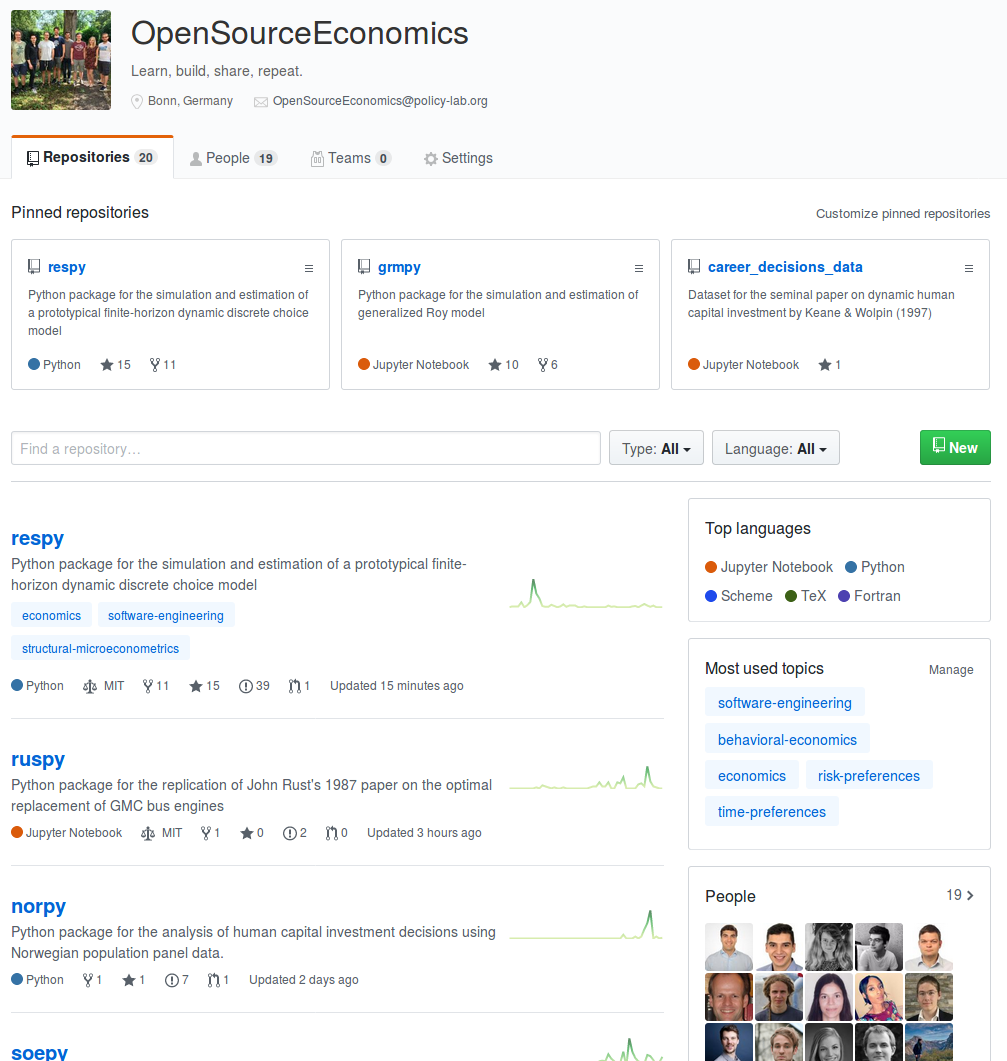 OpenSourceEconomics
Learn, build, share, repeat.
Bonn, Germany OpenSourceEconomics@policy-lab.org
Repositories 20 People 19 Teams 0 Settings
Pinned repositories Customize pinned repositories
respy
Python package for the simulation and estimation of
a prototypical finite-horizon dynamic discrete choice
model
Python 15 11
grmpy
Python package for the simulation and estimation of
generalized Roy model
Jupyter Notebook 10 6
career_decisions_data
Dataset for the seminal paper on dynamic human
capital investment by Keane & Wolpin (1997)
Jupyter Notebook 1
Find a repository… Type: All Language: All New
respy
Python package for the simulation and estimation of a prototypical finite-
horizon dynamic discrete choice model
economics software-engineering
structural-microeconometrics
Python MIT 11 15 39 1 Updated 15 minutes ago
ruspy
Python package for the replication of John Rust's 1987 paper on the optimal
replacement of GMC bus engines
Jupyter Notebook MIT 1 0 2 0 Updated 3 hours ago
norpy
Python package for the analysis of human capital investment decisions using
Norwegian population panel data.
Python 1 1 7 1 Updated 2 days ago
soepy
Top languages
Jupyter Notebook Python
Scheme TeX Fortran
Most used topics Manage
software-engineering
behavioral-economics
economics risk-preferences
time-preferences
People 19